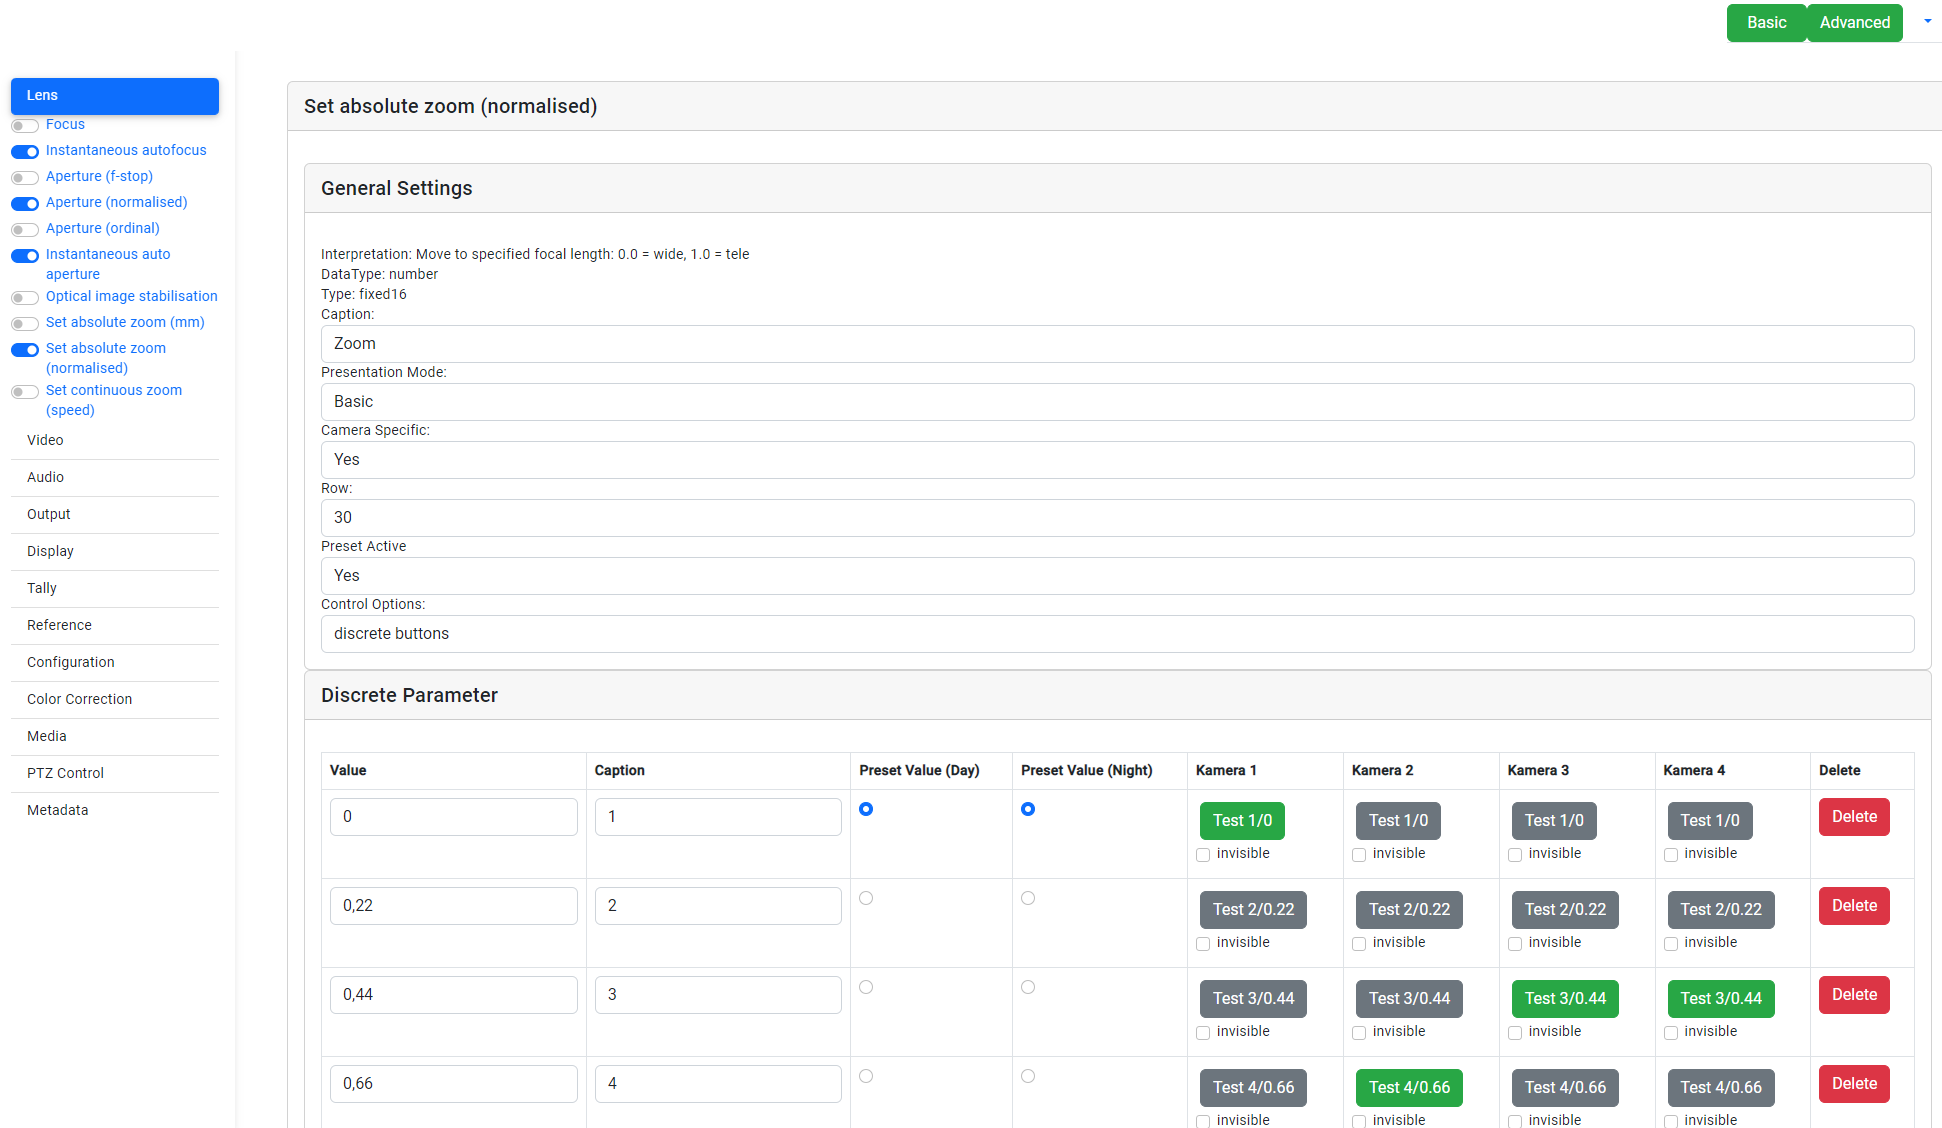 Basic
Advanced
Lens
Focus
Instantaneous autofocus
Aperture (f-stop)
Aperture (normalised)
Aperture (ordinal)
Instantaneous auto
aperture
Optical image stabilisation
Set absolute zoom (mm)
Set absolute zoom
(normalised)
Set continuous zoom
(speed)
Video
Audio
Output
Display
Tally
Reference
Configuration
Color Correction
Media
PTZ Control
Metadata
Set absolute zoom (normalised)
General Settings
Interpretation: Move to specified focal length: 0.0 = wide, 1.0 = tele
DataType: number
Type: fixed16
Caption:
Zoom
Presentation Mode:
Basic
Camera Specific:
Yes
Row:
30
Preset Active
Yes
Control Options:
discrete buttons
Discrete Parameter
Value Caption Preset Value (Day) Preset Value (Night) Kamera 1 Kamera 2 Kamera 3 Kamera 4 Delete
0 1 Test 1/0 Test 1/0 Test 1/0 Test 1/0 Delete
invisible invisible invisible invisible
0,22 2 Test 2/0.22 Test 2/0.22 Test 2/0.22 Test 2/0.22 Delete
invisible invisible invisible invisible
0,44 3 Test 3/0.44 Test 3/0.44 Test 3/0.44 Test 3/0.44 Delete
invisible invisible invisible invisible
0,66 4 Test 4/0.66 Test 4/0.66 Test 4/0.66 Test 4/0.66 Delete
invisible invisible invisible invisible